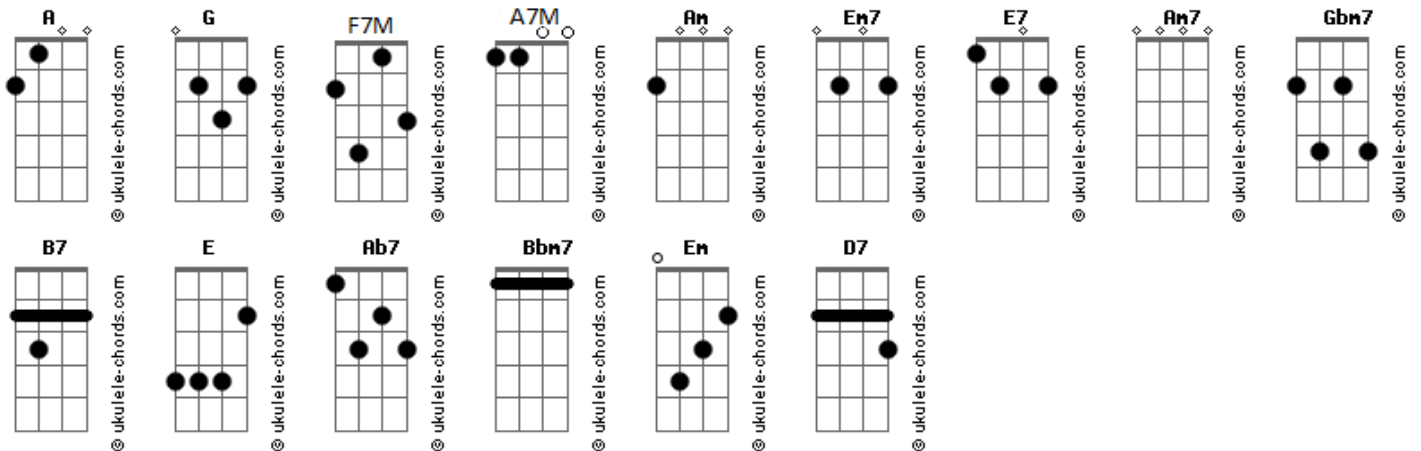 A G F7M A7M Am Em7 E7 Am7 Gbm7
© ukulele-chords.com © ukulele-chords.com © ukulele-chords.com © ukulele-chords.com © ukulele-chords.com © ukulele-chords.com © ukulele-chords.com © ukulele-chords.com © ukulele-chords.com
B7 E Ab7 Bbm7 Em D7
© ukulele-chords.com © ukulele-chords.com © ukulele-chords.com © ukulele-chords.com © ukulele-chords.com © ukulele-chords.com